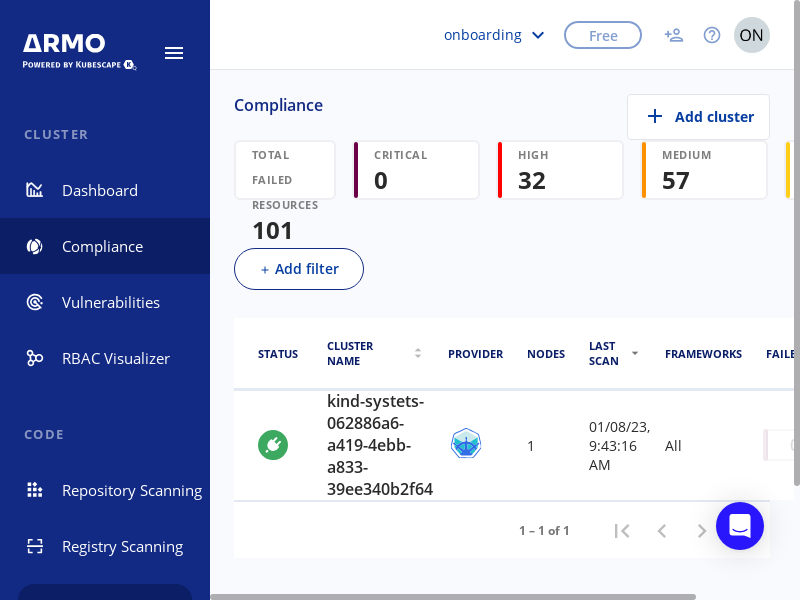 ARMO
POWERED BY KUBESCAPE
onboarding
Free
ON
CLUSTER
Dashboard
Compliance
Vulnerabilities
RBAC Visualizer
CODE
Repository Scanning
Registry Scanning
Compliance
+ Add cluster
TOTAL
FAILED
RESOURCES
101
CRITICAL
0
HIGH
32
MEDIUM
57
+ Add filter
STATUS
CLUSTER
NAME
PROVIDER
NODES
LAST
SCAN
FRAMEWORKS
FAILE
kind-systets-
062886a6-
a419-4ebb-
a833-
39ee340b2f64
1
01/08/23,
9:43:16
AM
All
1 – 1 of 1